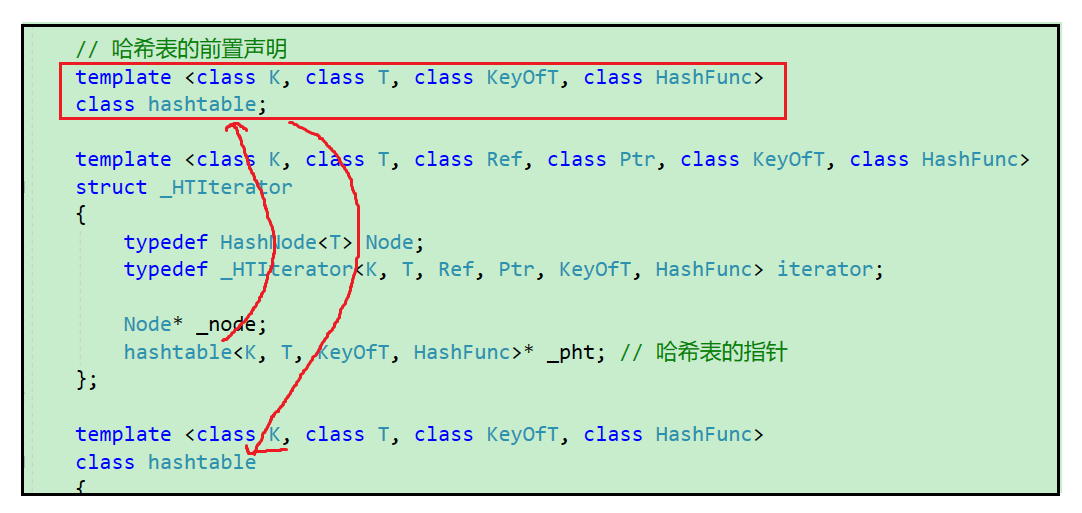 // 哈希表的前置声明
template <class K, class T, class KeyOfT, class HashFunc>
class hashtable;
template <class K, class T, class Ref, class Ptr, class KeyOfT, class HashFunc>
struct _HTIterator
{
typedef HashNode<T> Node;
typedef _HTIterator<K, T, Ref, Ptr, KeyOfT, HashFunc> iterator;
Node* _node;
hashtable<K, T, KeyOfT, HashFunc>* _pht; // 哈希表的指针
};
template <class K, class T, class KeyOfT, class HashFunc>
class hashtable
{